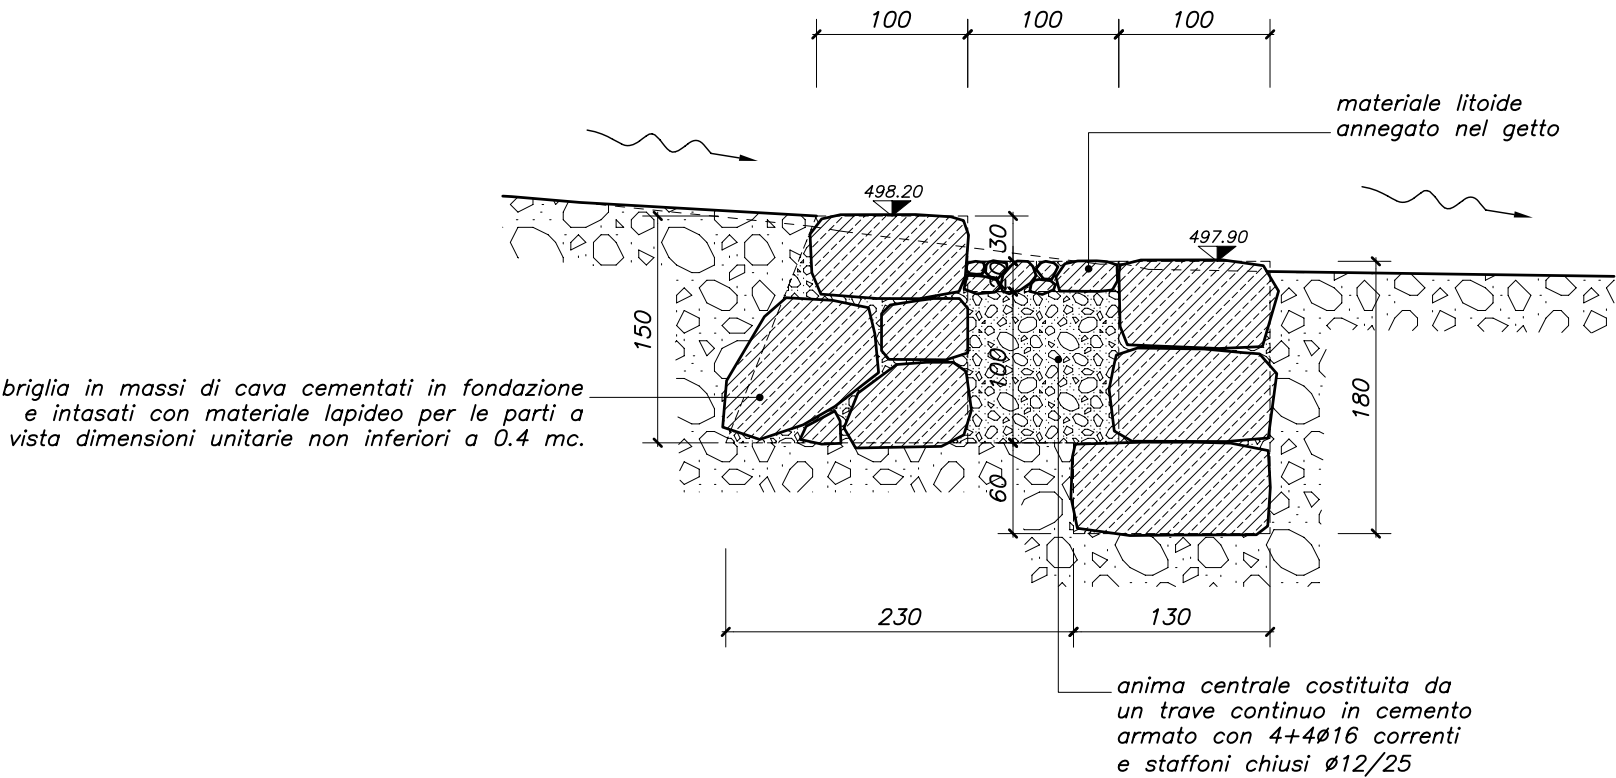 100
100
100
materiale litoide
annegato nel getto
498.20
497.90
30
150
100
180
60
briglia in massi di cava cementati in fondazione
e intasati con materiale lapideo per le parti a
vista dimensioni unitarie non inferiori a 0.4 mc.
230
130
anima centrale costituita da
un trave continuo in cemento
armato con 4+4ø16 correnti
e staffoni chiusi ø12/25